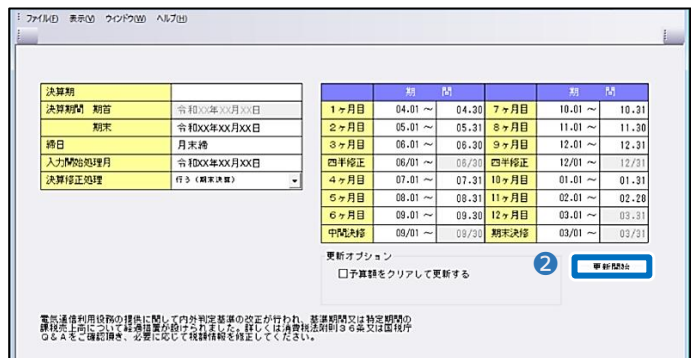 ファイル(F) 表示(V) ウィンドウ(W) ヘルプ(H)
決算期
決算期間 期首 令和XX年XX月XX日
期末 令和XX年XX月XX日
締日 月末締
入力開始処理月 令和XX年XX月XX日
決算修正処理 行う(期末決算)
期 間 期 間
1ヶ月目 04.01 ~ 04.30 7ヶ月目 10.01 ~ 10.31
2ヶ月目 05.01 ~ 05.31 8ヶ月目 11.01 ~ 11.30
3ヶ月目 06.01 ~ 06.30 9ヶ月目 12.01 ~ 12.31
四半修正 06/01 ~ 06/30 四半修正 12/01 ~ 12/31
4ヶ月目 07.01 ~ 07.31 10ヶ月目 01.01 ~ 01.31
5ヶ月目 08.01 ~ 08.31 11ヶ月目 02.01 ~ 02.28
6ヶ月目 09.01 ~ 09.30 12ヶ月目 03.01 ~ 03.31
中間決修 09/01 ~ 09/30 期末決修 03/01 ~ 03/31
更新オプション
予算額をクリアして更新する
2 更新開始
電気通信利用役務の提供に関して内外判定基準の改正が行われ、基準期間又は特定期間の
課税売上高について経過措置が設けられました。詳しくは消費税法附則36条又は国税庁
Q&Aをご確認頂き、必要に応じて税額情報を修正してください。